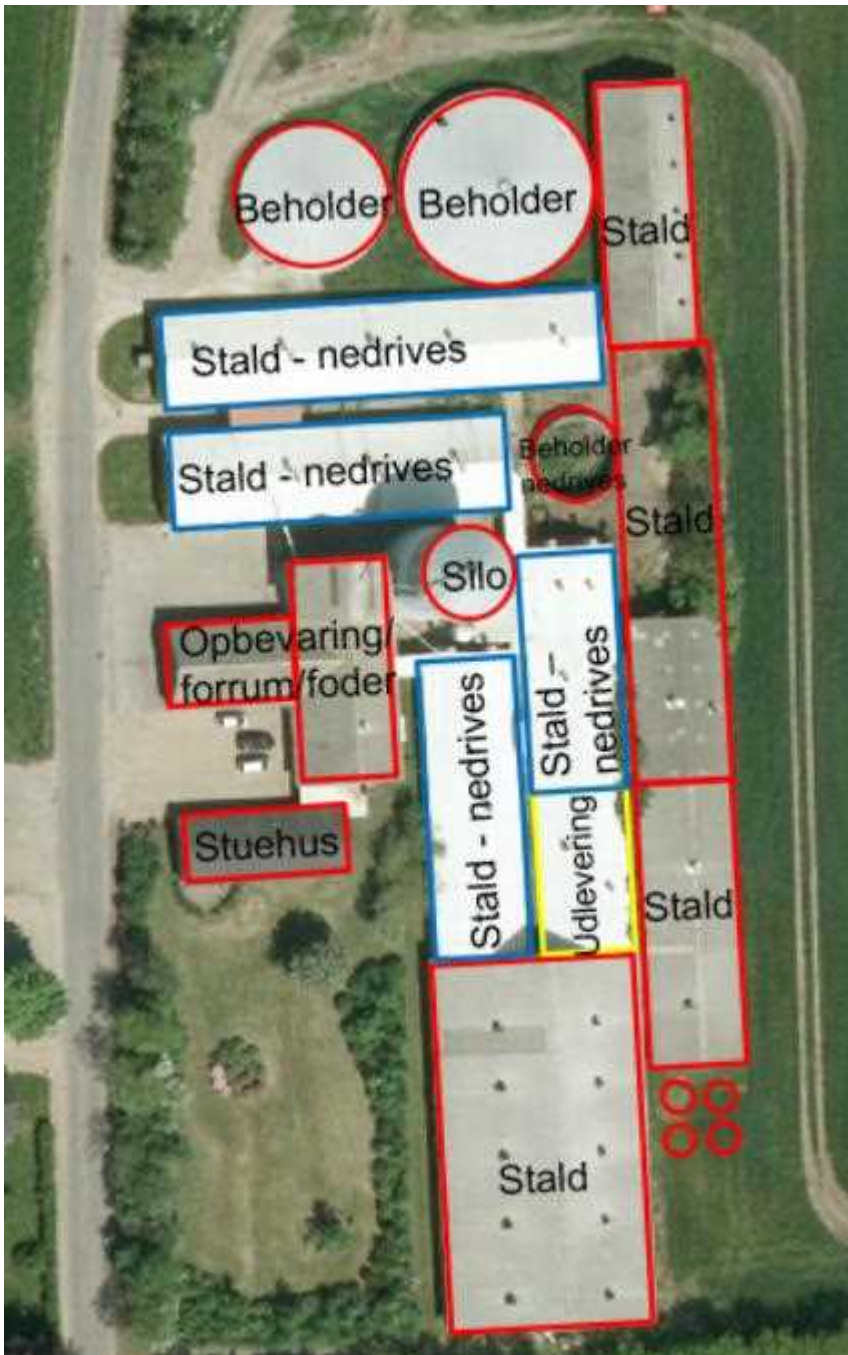 Beholder
Beholder
Stald
Stald - nedrives
Beholder
nedrives
Stald - nedrives
Stald
Silo
Opbevaring/
forrum/foder
Stald –
nedrives
Stald - nedrives
Udlevering
Stuehus
Stald
Stald